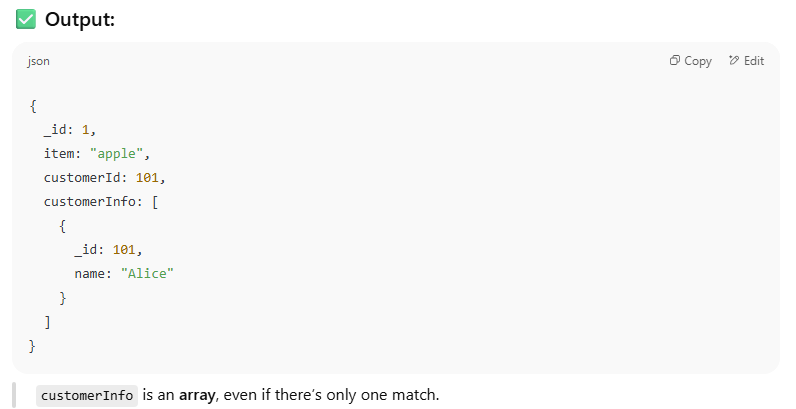 ✅ Output:
json Copy Edit
{
  _id: 1,
  item: "apple",
  customerId: 101,
  customerInfo: [
    {
      _id: 101,
      name: "Alice"
    }
  ]
}
customerInfo is an array, even if there’s only one match.